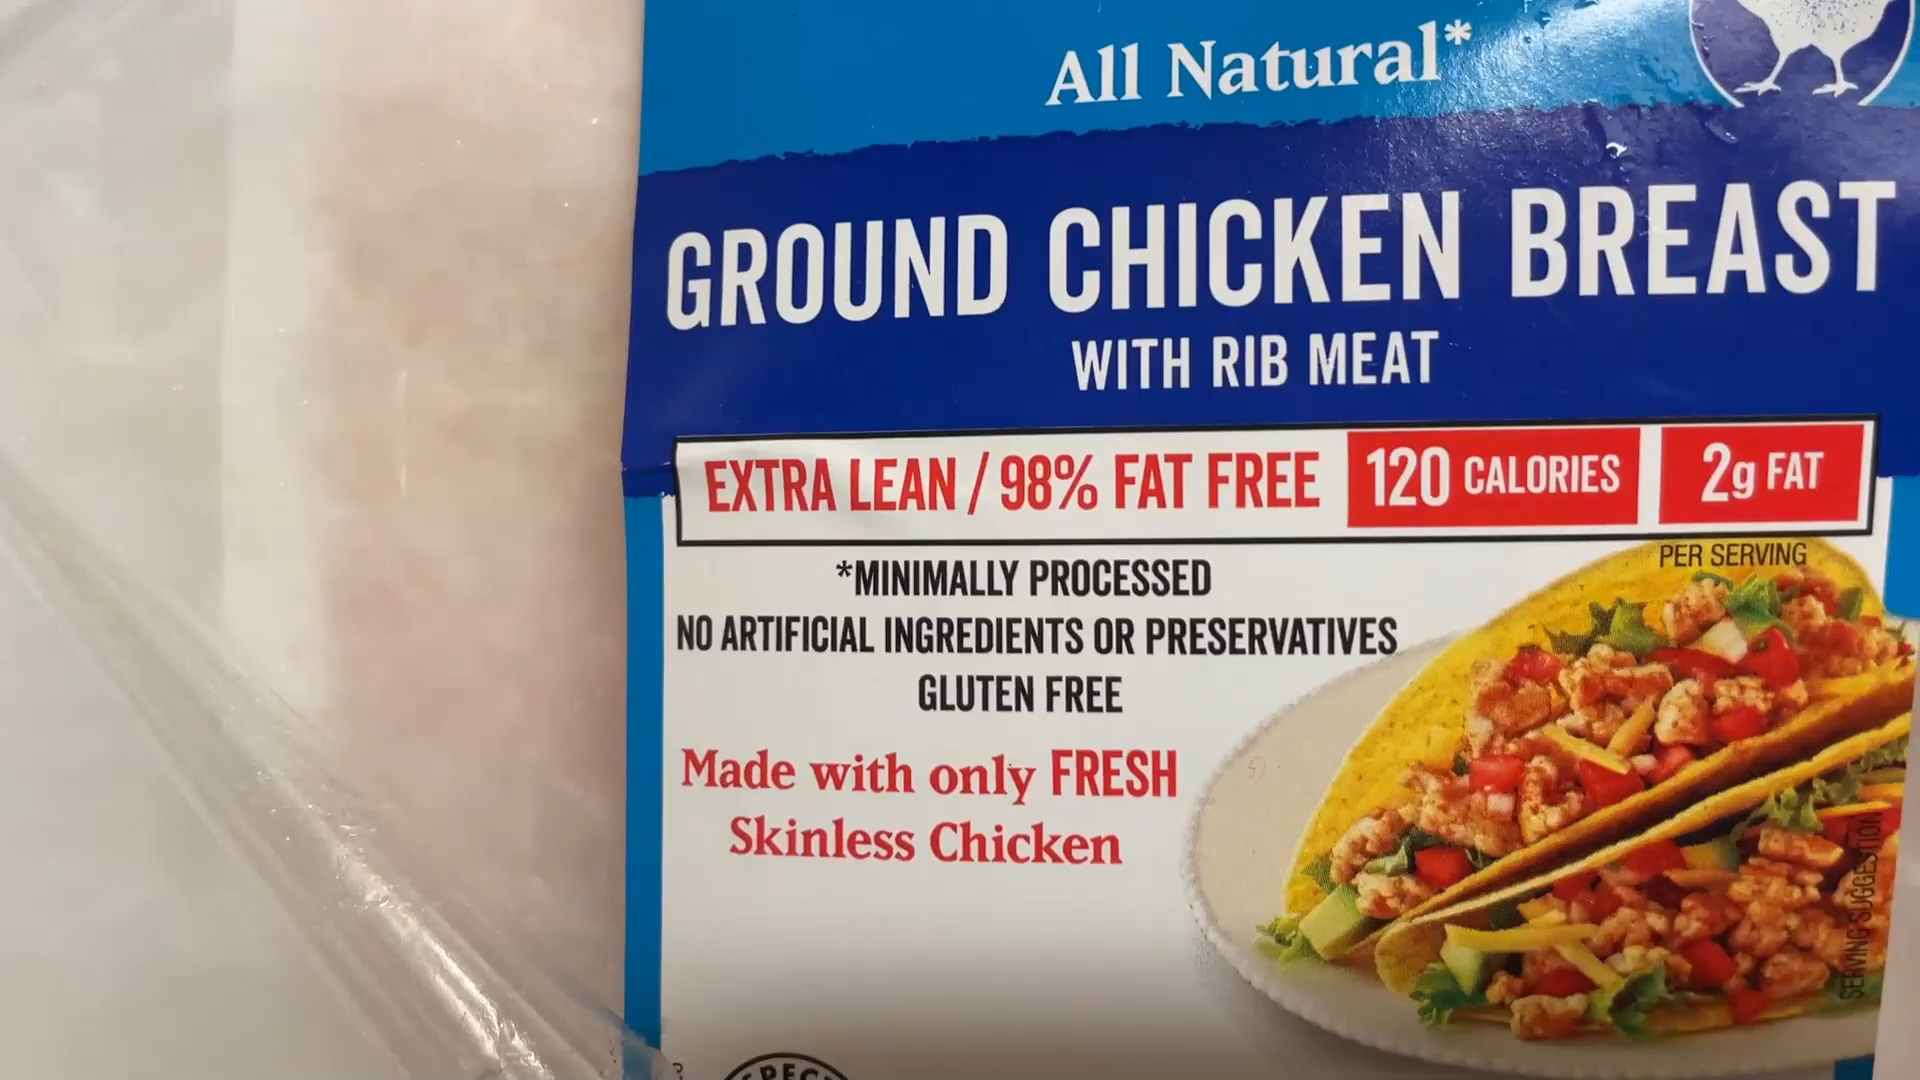 All Natural*
GROUND CHICKEN BREAST
WITH RIB MEAT
EXTRA LEAN / 98% FAT FREE 120 CALORIES 2g FAT
PER SERVING
*MINIMALLY PROCESSED
NO ARTIFICIAL INGREDIENTS OR PRESERVATIVES
GLUTEN FREE
Made with only FRESH
Skinless Chicken
SERVING SUGGESTION